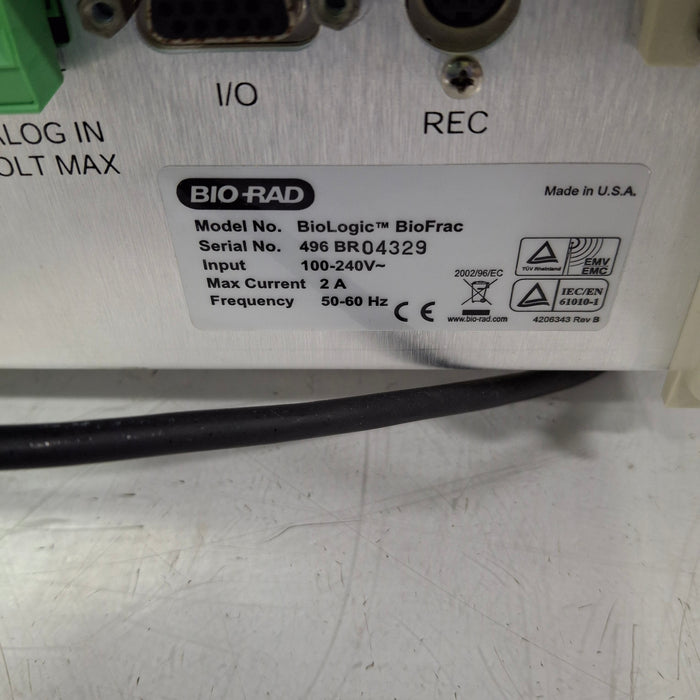 I/O
REC
ALOG IN
OLT MAX
BIO-RAD
Made in U.S.A.
Model No. BioLogic™ BioFrac
Serial No. 496 BR04329
Input 100-240V~
Max Current 2 A
Frequency 50-60 Hz
CE
2002/96/EC
www.bio-rad.com
TÜV Rheinland
EMV
EMC
IEC/EN
61010-1
4206343 Rev B